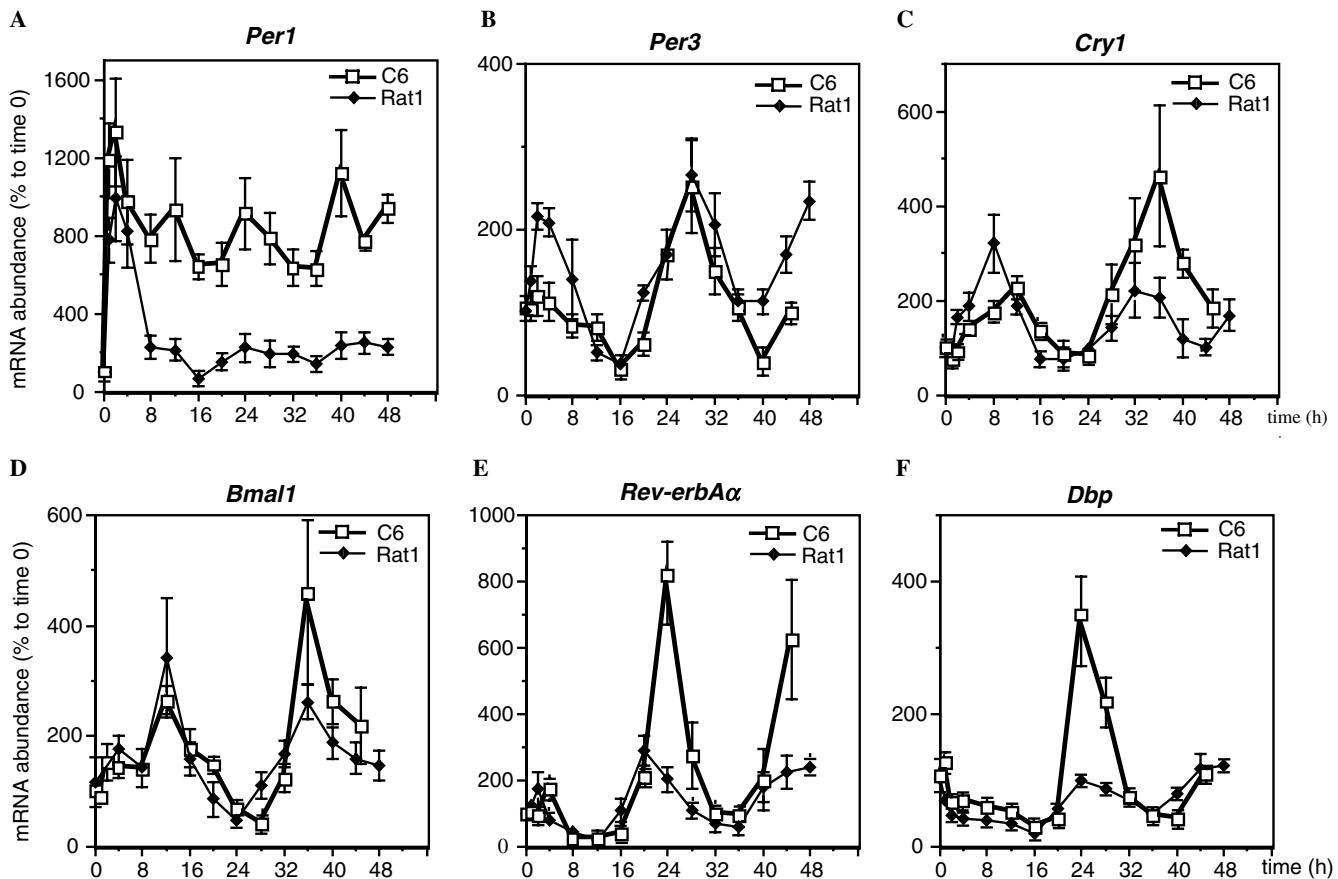 A
Per1
mRNA abundance (% to time 0)
1600
1200
800
400
0
C6
Rat1
0 8 16 24 32 40 48
B
Per3
400
200
0
C6
Rat1
0 8 16 24 32 40 48
C
Cry1
600
400
200
0
C6
Rat1
0 8 16 24 32 40 48
time (h)
D
Bmal1
mRNA abundance (% to time 0)
600
400
200
0
C6
Rat1
0 8 16 24 32 40 48
E
Rev-erbAα
1000
800
600
400
200
0
C6
Rat1
0 8 16 24 32 40 48
F
Dbp
400
200
0
C6
Rat1
0 8 16 24 32 40 48
time (h)